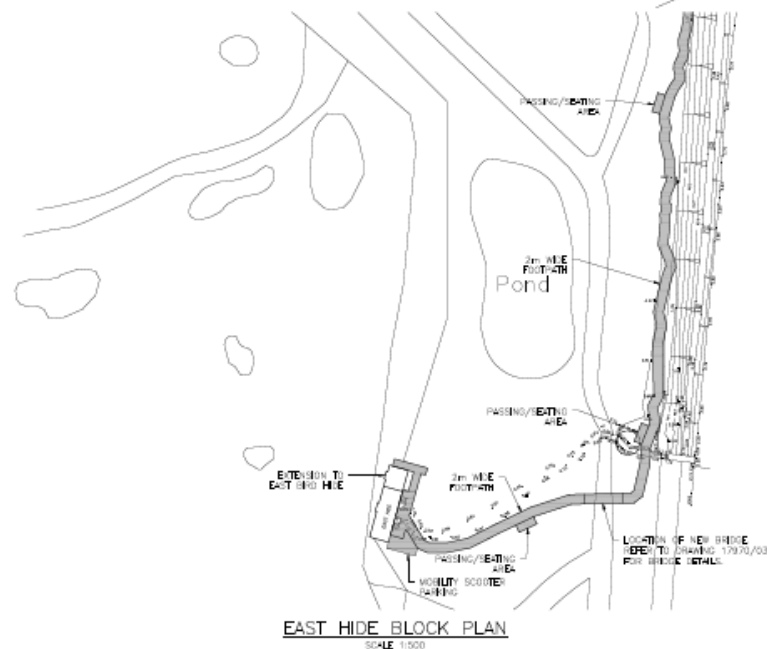 PASSING/SEATING
AREA
2m WIDE
FOOTPATH
Pond
PASSING/SEATING
AREA
EXTENSION TO
EAST BIRD HIDE
2m WIDE
FOOTPATH
LOCATION OF NEW BRIDGE
REFER TO DRAWING 17970/03
FOR BRIDGE DETAILS.
PASSING/SEATING
AREA
MOBILITY SCOOTER
PARKING
EAST HIDE BLOCK PLAN
SCALE 1:500